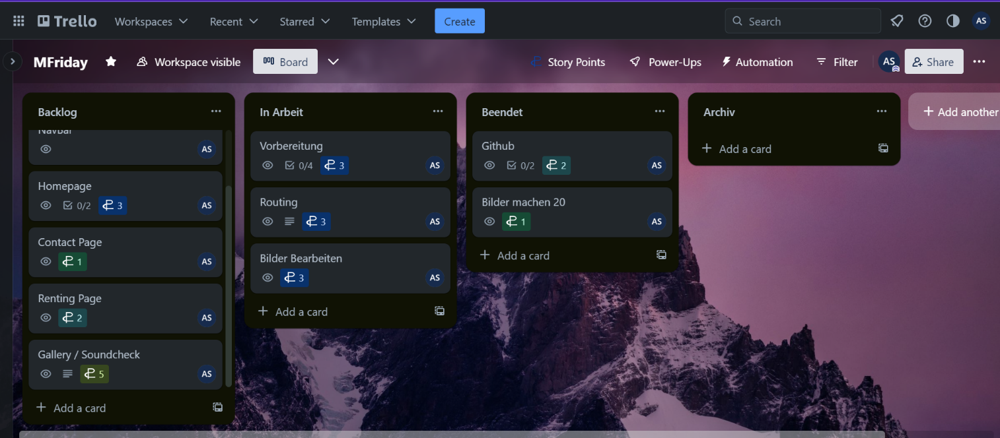 Trello Workspaces Recent Starred Templates Create Search AS
MFriday Workspace visible Board Story Points Power-Ups Automation Filter AS Share
Backlog
NavBar
AS
Homepage
0/2 3 AS
Contact Page
1 AS
Renting Page
2 AS
Gallery / Soundcheck
5 AS
+ Add a card
In Arbeit
Vorbereitung
0/4 3 AS
Routing
3 AS
Bilder Bearbeiten
3 AS
+ Add a card
Beendet
Github
0/2 2 AS
Bilder machen 20
1 AS
+ Add a card
Archiv
+ Add a card
+ Add another